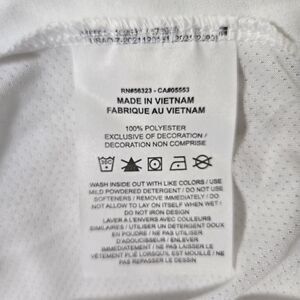 RN#56323 - CA#05553
MADE IN VIETNAM
FABRIQUE AU VIETNAM
100% POLYESTER
EXCLUSIVE OF DECORATION /
DECORATION NON COMPRISE
WASH INSIDE OUT WITH LIKE COLORS / USE
MILD POWDERED DETERGENT / DO NOT USE
SOFTENERS / REMOVE IMMEDIATELY / DO
NOT ALLOW TO LAY ON ITSELF WHEN WET /
DO NOT IRON DESIGN
LAVER A L'ENVERS AVEC COULEURS
SIMILAIRES / UTILISER UN DETERGENT DOUX
EN POUDRE / NE PAS UTILISER
D'ADOUCISSEUR / ENLEVER
IMMÉDIATEMENT / NE PAS LAISSER LE
VÊTEMENT PLIÉ LORSQU'IL EST MOUILLÉ / NE
PAS REPASSER LE DESSIN